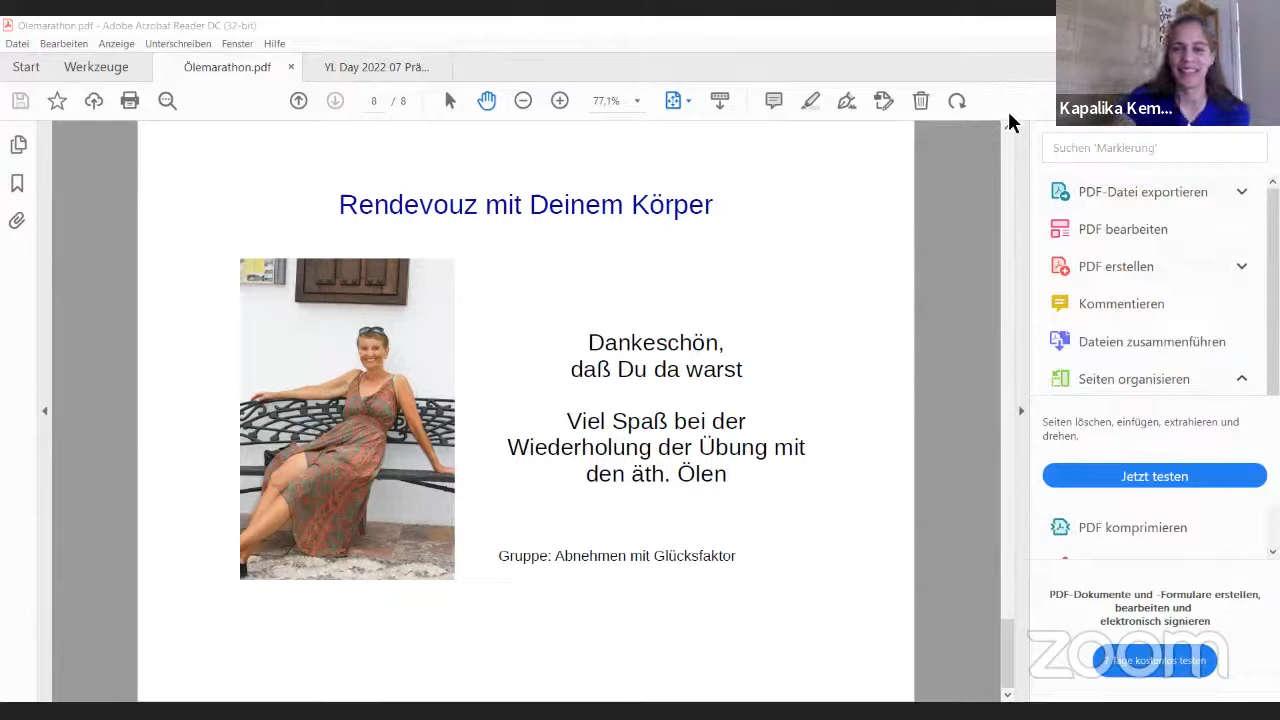 Ölemarathon.pdf - Adobe Acrobat Reader DC (32-bit)
Datei Bearbeiten Anzeige Unterschreiben Fenster Hilfe
Start Werkzeuge Ölemarathon.pdf × YL Day 2022 07 Prä...
8 / 8 77,1%
Kapalika Kem...
Rendevouz mit Deinem Körper
Dankeschön,
daß Du da warst
Viel Spaß bei der
Wiederholung der Übung mit
den äth. Ölen
Gruppe: Abnehmen mit Glücksfaktor
Suchen 'Markierung'
PDF-Datei exportieren
PDF bearbeiten
PDF erstellen
Kommentieren
Dateien zusammenführen
Seiten organisieren
Seiten löschen, einfügen, extrahieren und
drehen.
Jetzt testen
PDF komprimieren
PDF-Dokumente und -Formulare erstellen,
bearbeiten und
elektronisch signieren
7 Tage kostenlos testen
zoom